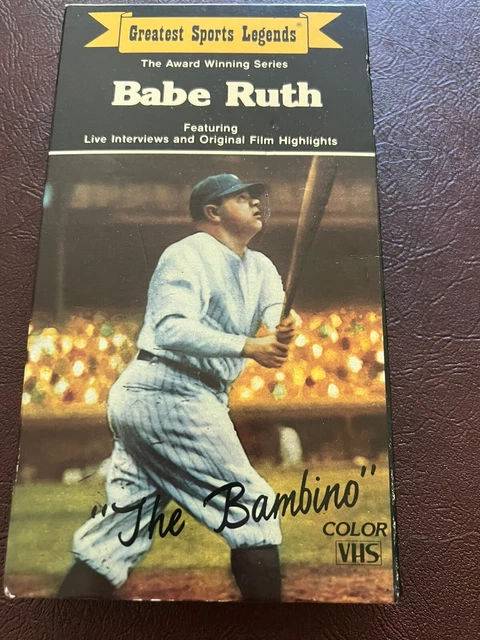 Greatest Sports Legends®
The Award Winning Series
Babe Ruth
Featuring
Live Interviews and Original Film Highlights
"The Bambino"
COLOR
VHS